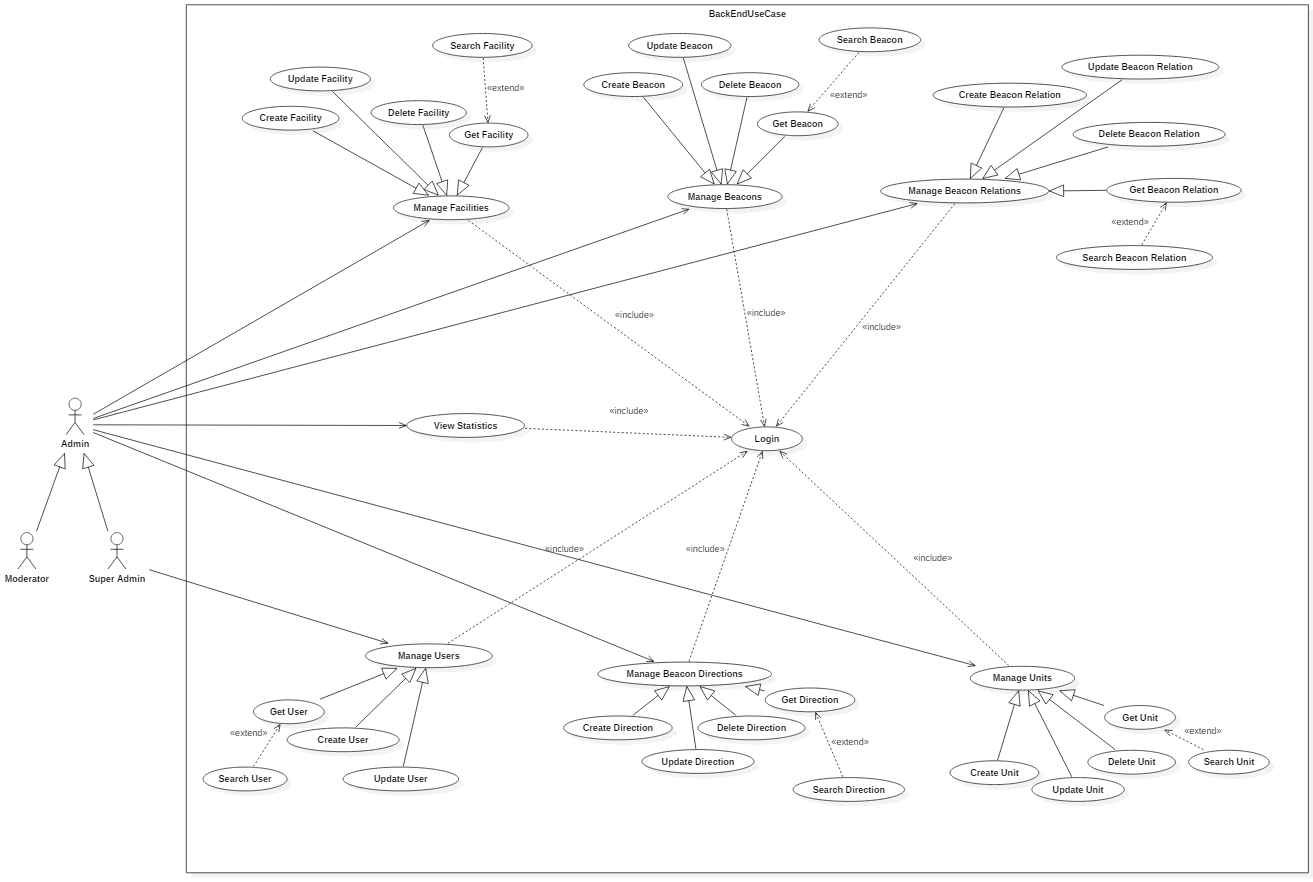 BackEndUseCase
Search Facility
Update Beacon
Search Beacon
Update Facility
Create Beacon
Delete Beacon
Update Beacon Relation
«extend»
«extend»
Create Beacon Relation
Create Facility
Delete Facility
Get Facility
Get Beacon
Delete Beacon Relation
Manage Facilities
Manage Beacons
Manage Beacon Relations
Get Beacon Relation
«extend»
Search Beacon Relation
«include»
«include»
«include»
«include»
Admin
View Statistics
Login
«include»
«include»
«include»
Moderator
Super Admin
Manage Users
Manage Beacon Directions
Manage Units
Get User
Get Direction
Get Unit
«extend»
Create User
Create Direction
Delete Direction
«extend»
«extend»
Search User
Update User
Update Direction
Search Direction
Create Unit
Delete Unit
Search Unit
Update Unit